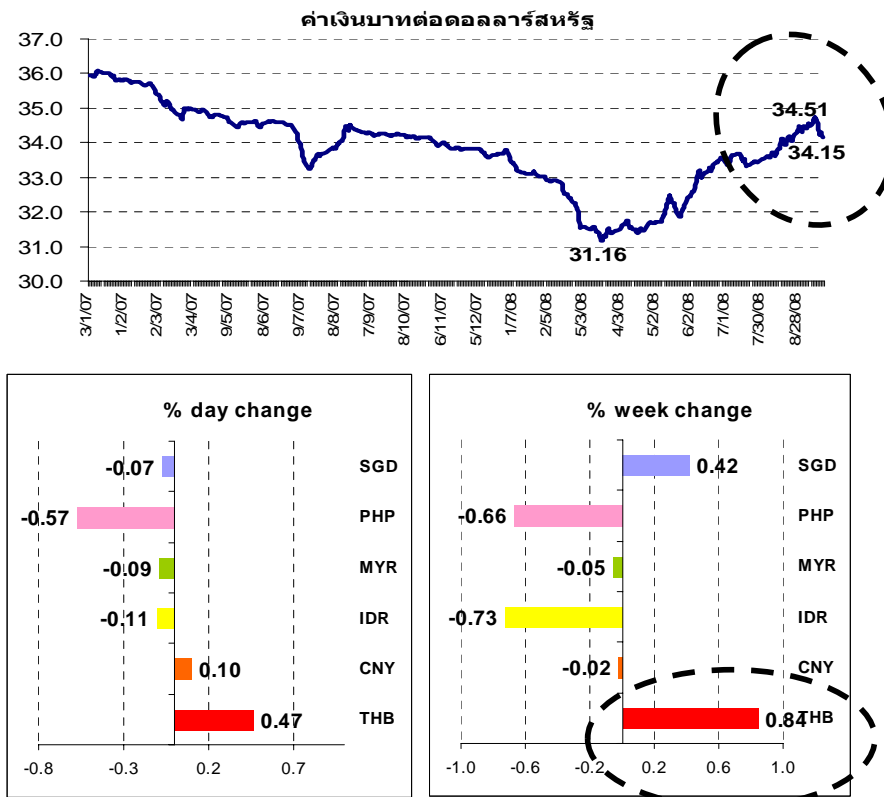 ค่าเงินบาทต่อดอลลาร์สหรัฐ
37.0
36.0
35.0
34.0
33.0
32.0
31.0
30.0
34.51
34.15
31.16
3/1/07
1/2/07
2/3/07
3/4/07
9/5/07
8/6/07
9/7/07
8/8/07
7/9/07
8/10/07
6/11/07
5/12/07
1/7/08
2/5/08
5/3/08
4/3/08
5/2/08
6/2/08
7/1/08
7/30/08
8/28/08
% day change
-0.07 SGD
-0.57 PHP
-0.09 MYR
-0.11 IDR
0.10 CNY
0.47 THB
-0.8 -0.3 0.2 0.7
% week change
0.42 SGD
-0.66 PHP
-0.05 MYR
-0.73 IDR
-0.02 CNY
0.84 THB
-1.0 -0.6 -0.2 0.2 0.6 1.0